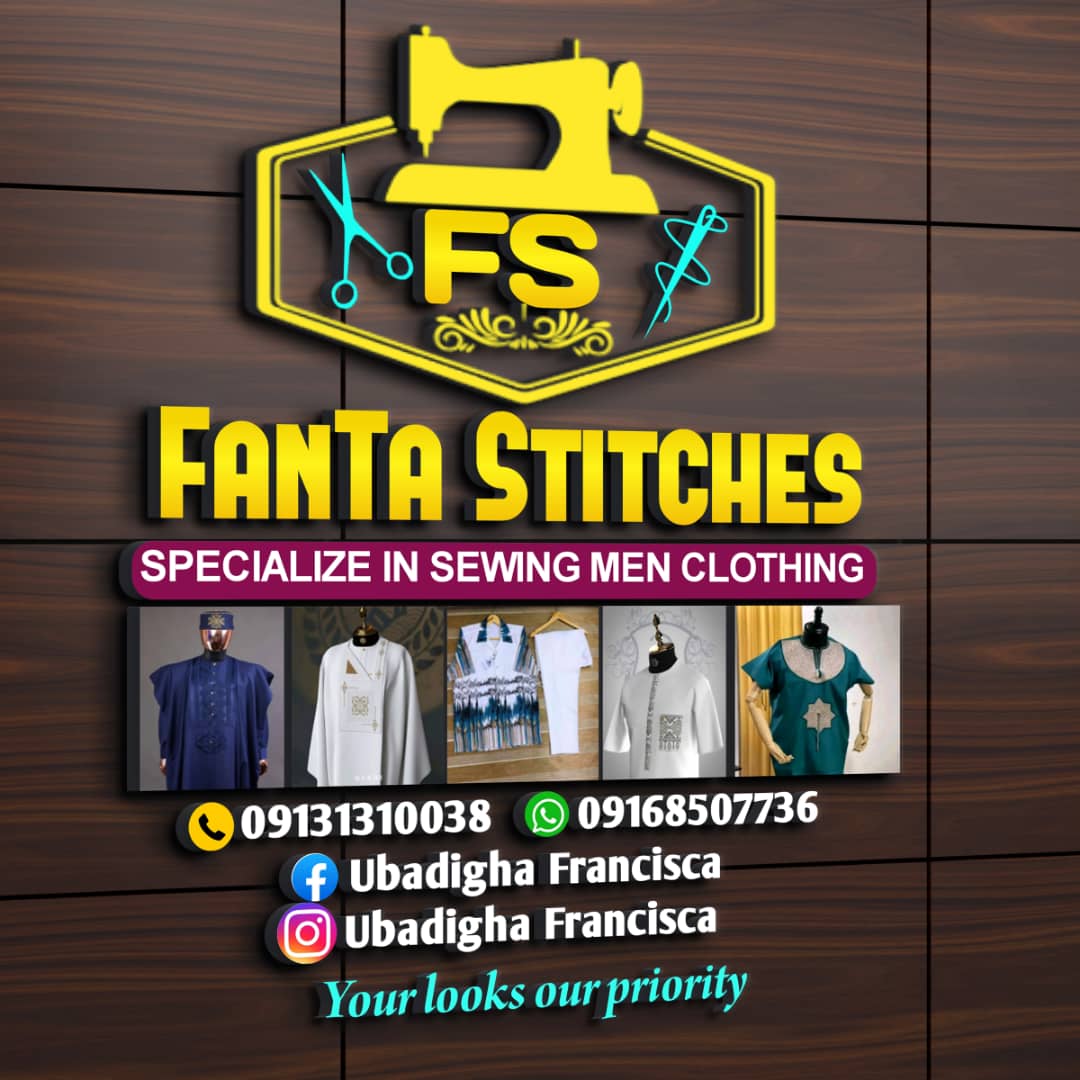 FS
FANTA STITCHES
SPECIALIZE IN SEWING MEN CLOTHING
09131310038 09168507736
Ubadigha Francisca
Ubadigha Francisca
Your looks our priority